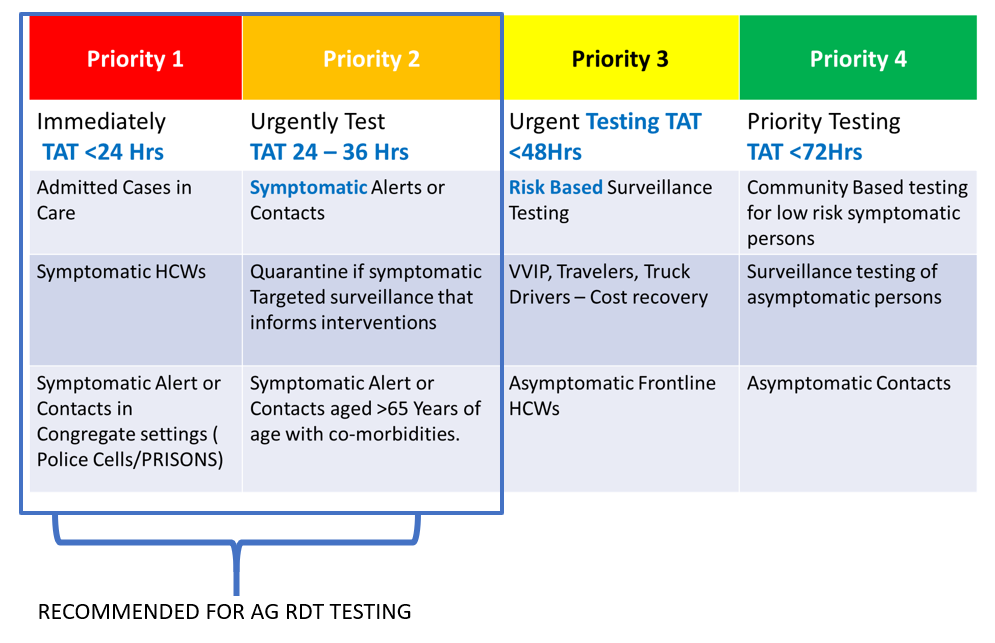 Priority 1
Priority 2
Priority 3
Priority 4
Immediately
TAT <24 Hrs
Urgently Test
TAT 24 – 36 Hrs
Urgent Testing TAT
<48Hrs
Priority Testing
TAT <72Hrs
Admitted Cases in
Care
Symptomatic Alerts or
Contacts
Risk Based Surveillance
Testing
Community Based testing
for low risk symptomatic
persons
Symptomatic HCWs
Quarantine if symptomatic
Targeted surveillance that
informs interventions
VVIP, Travelers, Truck
Drivers – Cost recovery
Surveillance testing of
asymptomatic persons
Symptomatic Alert or
Contacts in
Congregate settings (
Police Cells/PRISONS)
Symptomatic Alert or
Contacts aged >65 Years of
age with co-morbidities.
Asymptomatic Frontline
HCWs
Asymptomatic Contacts
RECOMMENDED FOR AG RDT TESTING